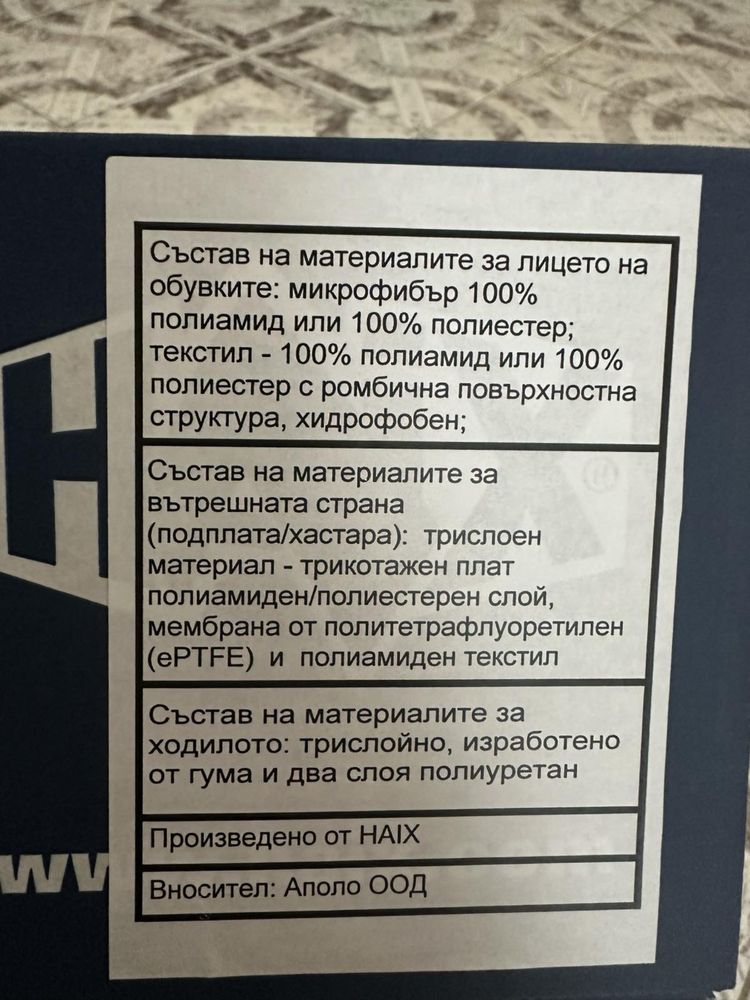 Състав на материалите за лицето на
обувките: микрофибър 100%
полиамид или 100% полиестер;
текстил - 100% полиамид или 100%
полиестер с ромбична повърхностна
структура, хидрофобен;
Състав на материалите за
вътрешната страна
(подплата/хастара): трислоен
материал - трикотажен плат
полиамиден/полиестерен слой,
мембрана от политетрафлуоретилен
(ePTFE) и полиамиден текстил
Състав на материалите за
ходилото: трислойно, изработено
от гума и два слоя полиуретан
Произведено от HAIX
Вносител: Аполо ООД